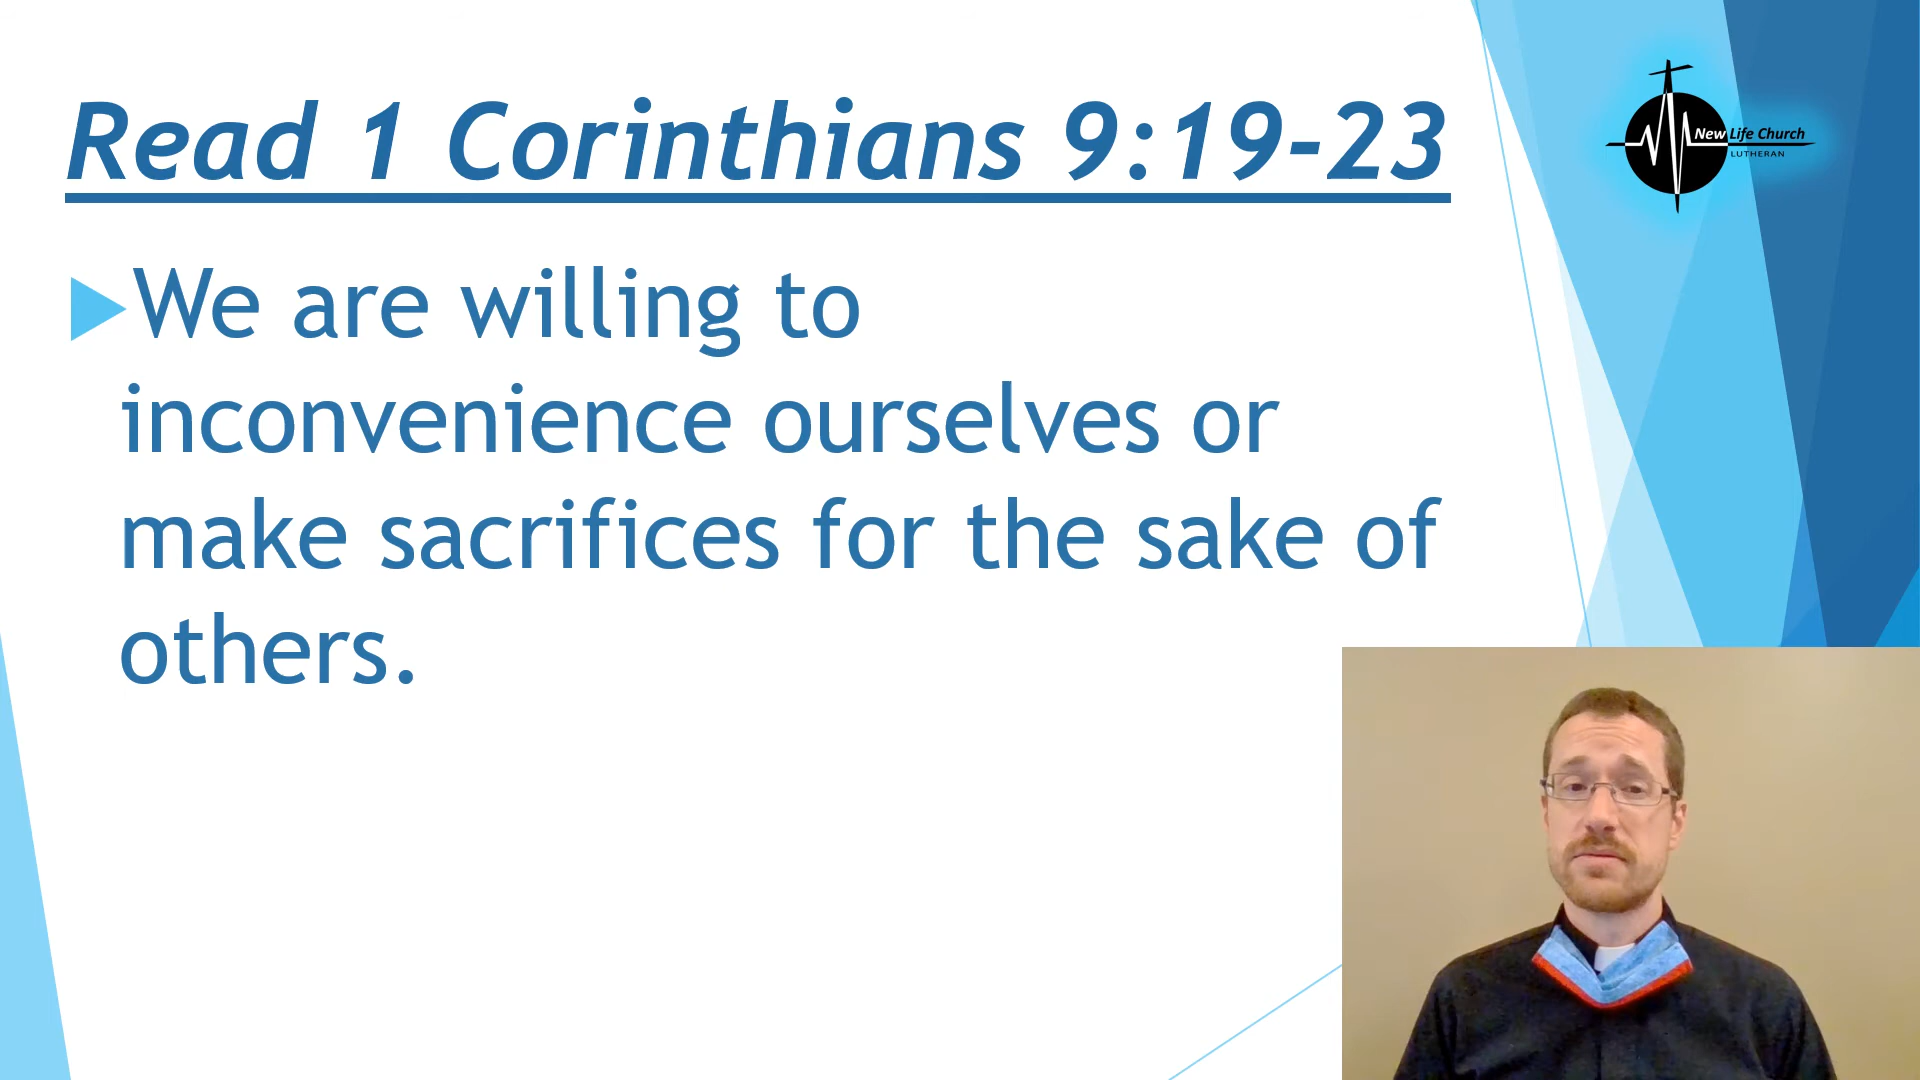 Read 1 Corinthians 9:19-23
New Life Church
LUTHERAN
We are willing to
inconvenience ourselves or
make sacrifices for the sake of
others.